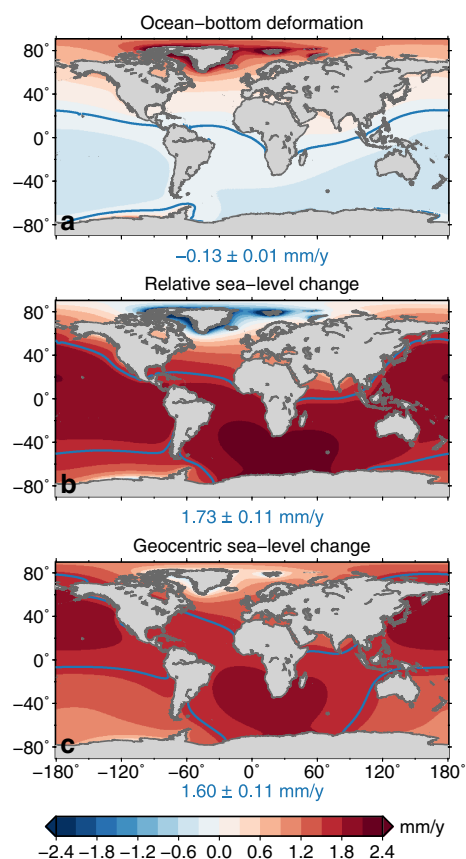 Ocean−bottom deformation
80˚
40˚
0˚
−40˚
−80˚
a
−0.13 ± 0.01 mm/y
Relative sea−level change
80˚
40˚
0˚
−40˚
−80˚
b
1.73 ± 0.11 mm/y
Geocentric sea−level change
80˚
40˚
0˚
−40˚
−80˚
c
−180˚ −120˚ −60˚ 0˚ 60˚ 120˚ 180˚
1.60 ± 0.11 mm/y
mm/y
−2.4 −1.8 −1.2 −0.6 0.0 0.6 1.2 1.8 2.4